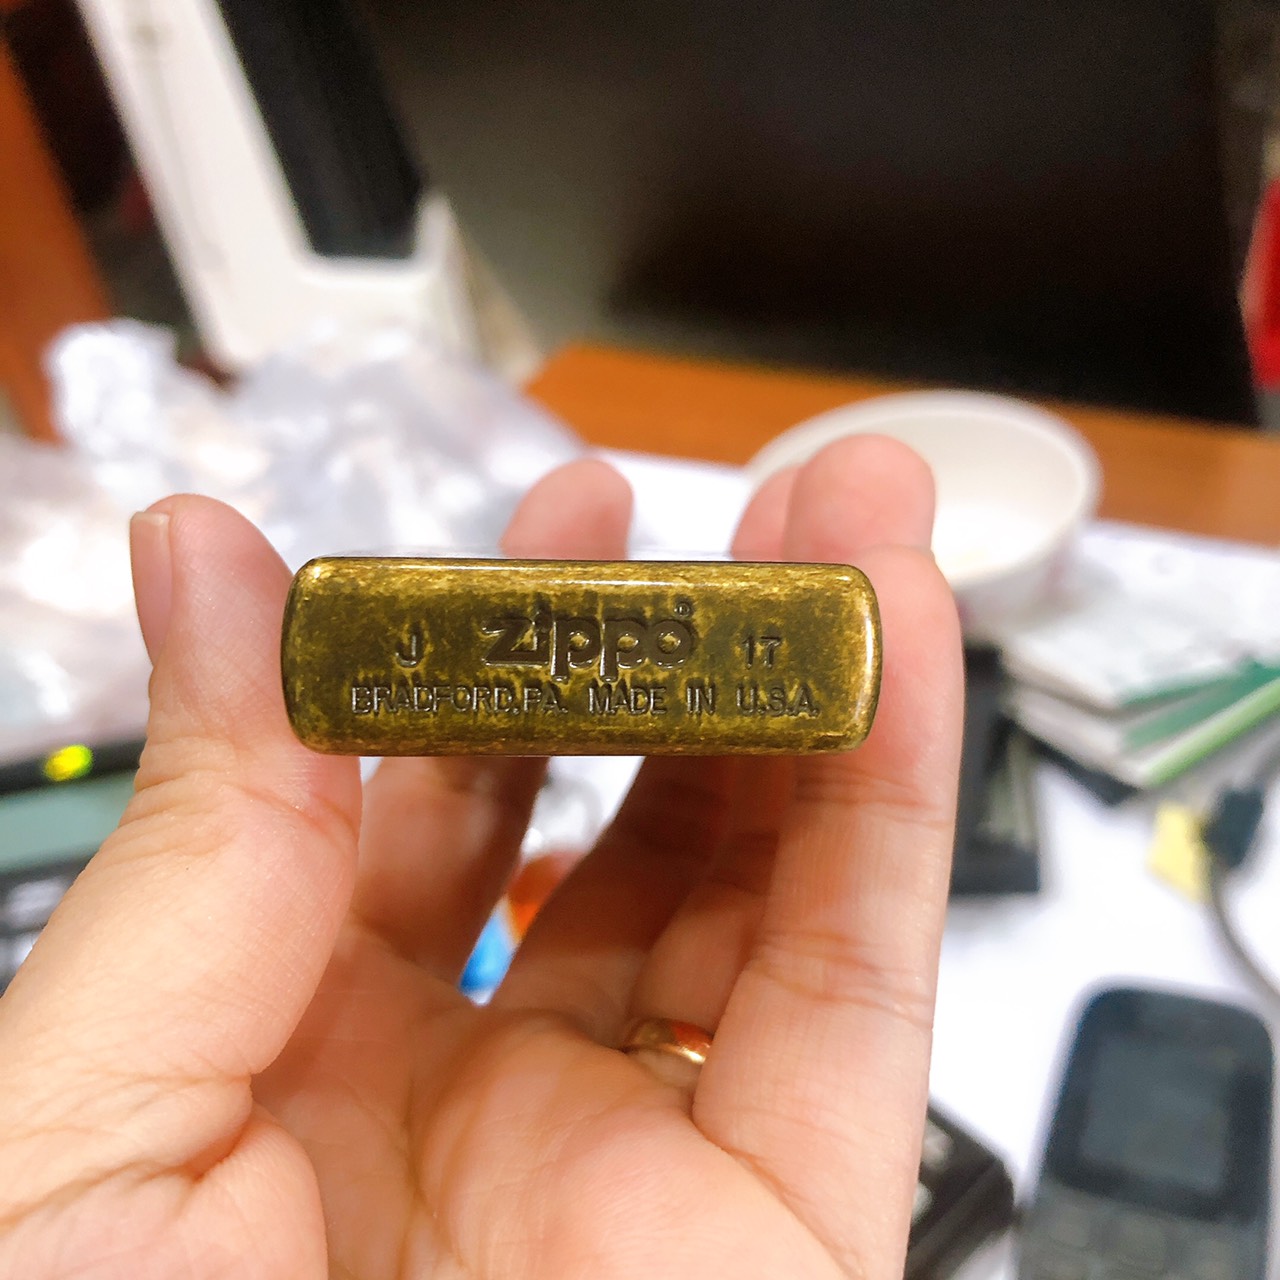 J Zippo® 17
BRADFORD,PA. MADE IN U.S.A.